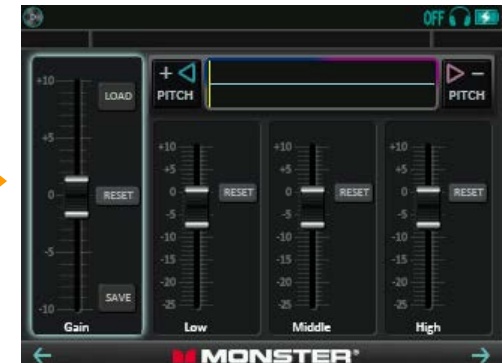 OFF
+ PITCH
- PITCH
+10
+5
0
-5
-10
LOAD
RESET
SAVE
Gain
+10
+5
0
-5
-10
-15
-20
-25
RESET
Low
+10
+5
0
-5
-10
-15
-20
-25
RESET
Middle
+10
+5
0
-5
-10
-15
-20
-25
RESET
High
MONSTER®